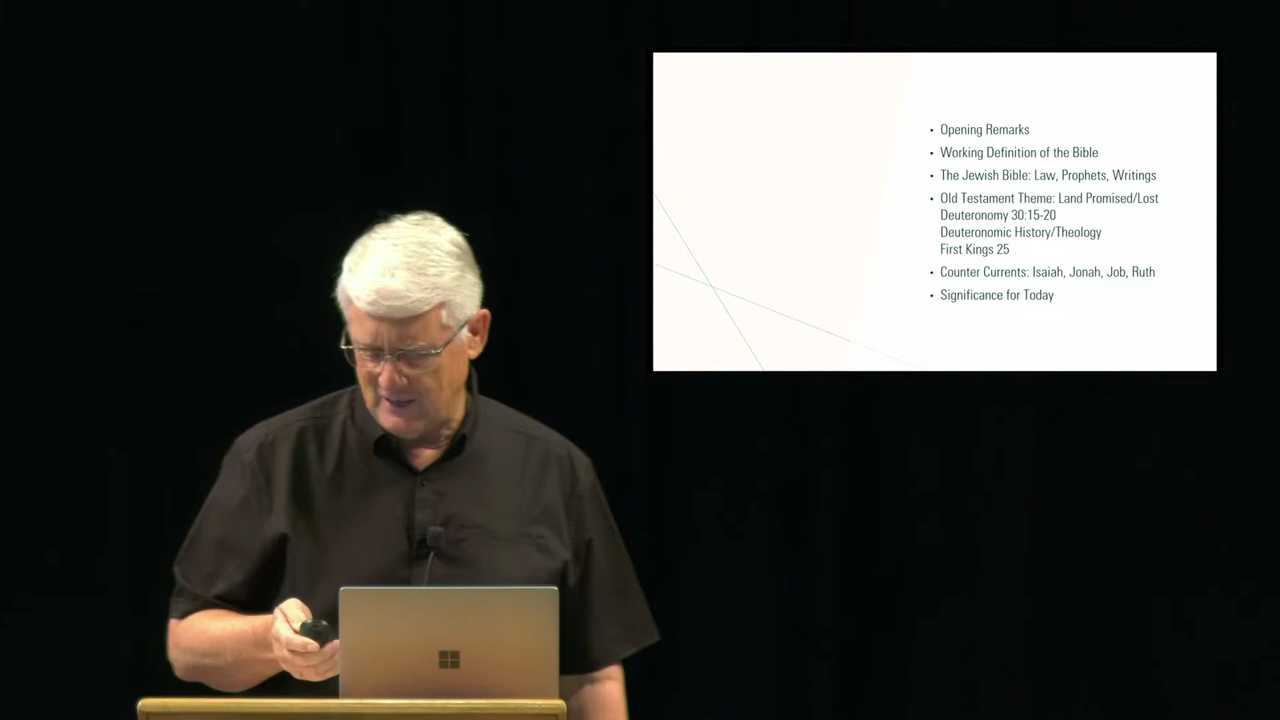 • Opening Remarks
• Working Definition of the Bible
• The Jewish Bible: Law, Prophets, Writings
• Old Testament Theme: Land Promised/Lost
Deuteronomy 30:15-20
Deuteronomic History/Theology
First Kings 25
• Counter Currents: Isaiah, Jonah, Job, Ruth
• Significance for Today